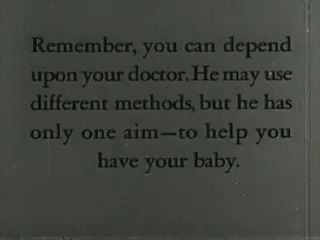 Remember, you can depend
upon your doctor. He may use
different methods, but he has
only one aim—to help you
have your baby.